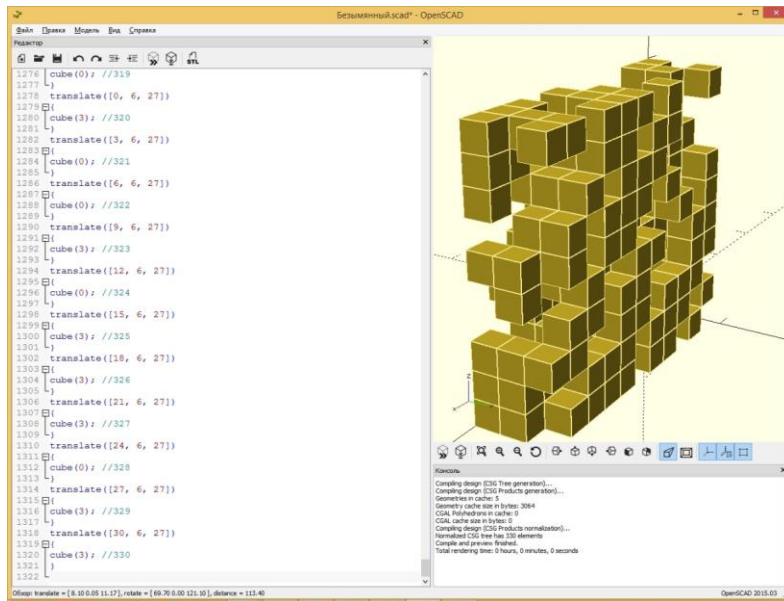 Безымянный.scad* - OpenSCAD
Файл Правка Модель Вид Справка
Редактор
STL
1276 cube(0); //319
1277 }
1278 translate([0, 6, 27])
1279 {
1280 cube(3); //320
1281 }
1282 translate([3, 6, 27])
1283 {
1284 cube(0); //321
1285 }
1286 translate([6, 6, 27])
1287 {
1288 cube(0); //322
1289 }
1290 translate([9, 6, 27])
1291 {
1292 cube(3); //323
1293 }
1294 translate([12, 6, 27])
1295 {
1296 cube(0); //324
1297 }
1298 translate([15, 6, 27])
1299 {
1300 cube(3); //325
1301 }
1302 translate([18, 6, 27])
1303 {
1304 cube(3); //326
1305 }
1306 translate([21, 6, 27])
1307 {
1308 cube(3); //327
1309 }
1310 translate([24, 6, 27])
1311 {
1312 cube(0); //328
1313 }
1314 translate([27, 6, 27])
1315 {
1316 cube(3); //329
1317 }
1318 translate([30, 6, 27])
1319 {
1320 cube(3); //330
1321 }
1322
Консоль
Compiling design (CSG Tree generation)...
Compiling design (CSG Products generation)...
Geometries in cache: 5
Geometry cache size in bytes: 3064
CGAL Polyhedrons in cache: 0
CGAL cache size in bytes: 0
Compiling design (CSG Products normalization)...
Normalized CSG tree has 330 elements
Compile and preview finished.
Total rendering time: 0 hours, 0 minutes, 0 seconds
Обзор: translate = [ 8.10 0.05 11.17 ], rotate = [ 69.70 0.00 121.10 ], distance = 113.40
OpenSCAD 2015.03